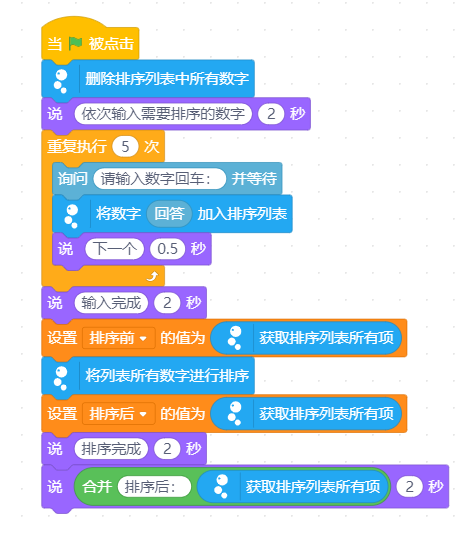 当 被点击
删除排序列表中所有数字
说 依次输入需要排序的数字 2 秒
重复执行 5 次
询问 请输入数字回车： 并等待
将数字 回答 加入排序列表
说 下一个 0.5 秒
说 输入完成 2 秒
设置 排序前 的值为 获取排序列表所有项
将列表所有数字进行排序
设置 排序后 的值为 获取排序列表所有项
说 排序完成 2 秒
说 合并 排序后： 获取排序列表所有项 2 秒